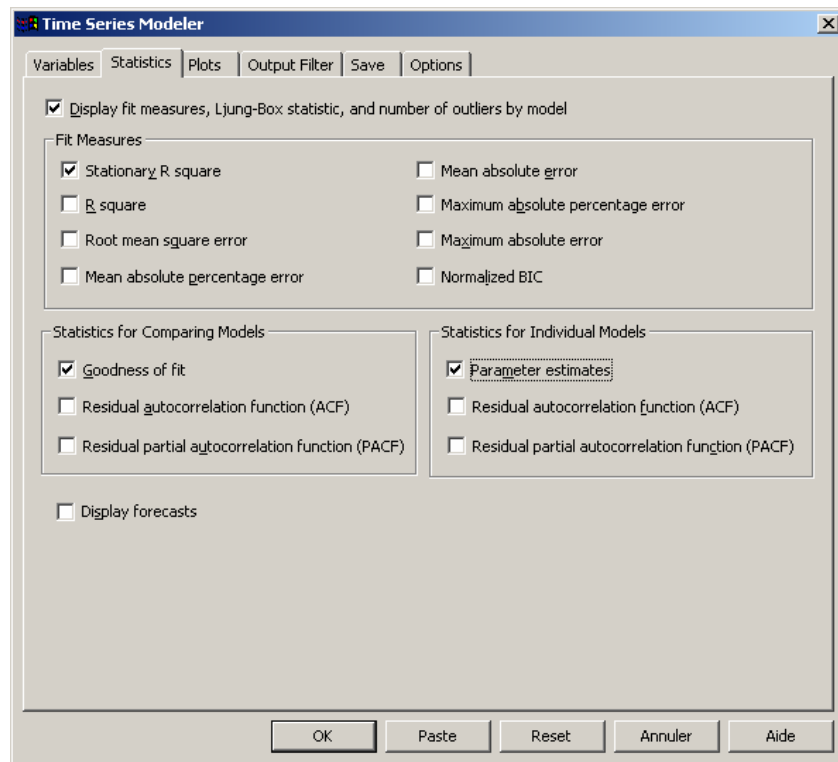 Time Series Modeler
Variables Statistics Plots Output Filter Save Options
Display fit measures, Ljung-Box statistic, and number of outliers by model
Fit Measures
Stationary R square
R square
Root mean square error
Mean absolute percentage error
Mean absolute error
Maximum absolute percentage error
Maximum absolute error
Normalized BIC
Statistics for Comparing Models
Goodness of fit
Residual autocorrelation function (ACF)
Residual partial autocorrelation function (PACF)
Statistics for Individual Models
Parameter estimates
Residual autocorrelation function (ACF)
Residual partial autocorrelation function (PACF)
Display forecasts
OK Paste Reset Annuler Aide